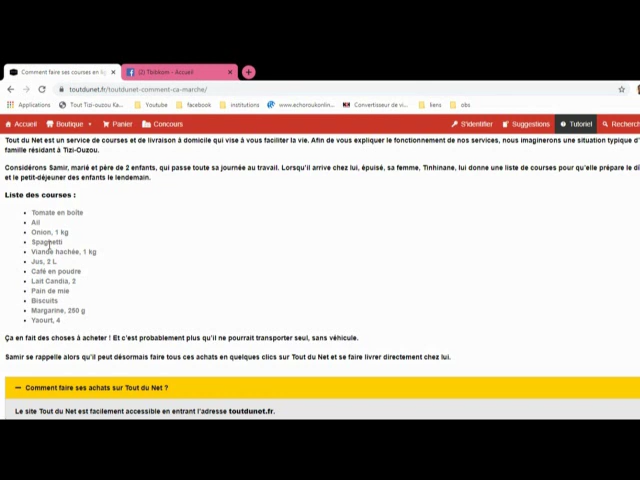 Comment faire ses courses en lig
(2) Tbibkom - Accueil
toutdunet.fr/toutdunet-comment-ca-marche/
Applications Tout Tizi-ouzou Ka... Youtube facebook institutions www.echoroukonlin... Convertisseur de vi... liens obs
Accueil Boutique Panier Concours S'identifier Suggestions Tutoriel Recherch
Tout du Net est un service de courses et de livraison à domicile qui vise à vous faciliter la vie. Afin de vous expliquer le fonctionnement de nos services, nous imaginerons une situation typique d'
famille résidant à Tizi-Ouzou.
Considérons Samir, marié et père de 2 enfants, qui passe toute sa journée au travail. Lorsqu'il arrive chez lui, épuisé, sa femme, Tinhinane, lui donne une liste de courses pour qu'elle prépare le dî
et le petit-déjeuner des enfants le lendemain.
Liste des courses :
Tomate en boîte
Ail
Onion, 1 kg
Spaghetti
Viande hachée, 1 kg
Jus, 2 L
Café en poudre
Lait Candia, 2
Pain de mie
Biscuits
Margarine, 250 g
Yaourt, 4
Ça en fait des choses à acheter ! Et c'est probablement plus qu'il ne pourrait transporter seul, sans véhicule.
Samir se rappelle alors qu'il peut désormais faire tous ces achats en quelques clics sur Tout du Net et se faire livrer directement chez lui.
Comment faire ses achats sur Tout du Net ?
Le site Tout du Net est facilement accessible en entrant l'adresse toutdunet.fr.